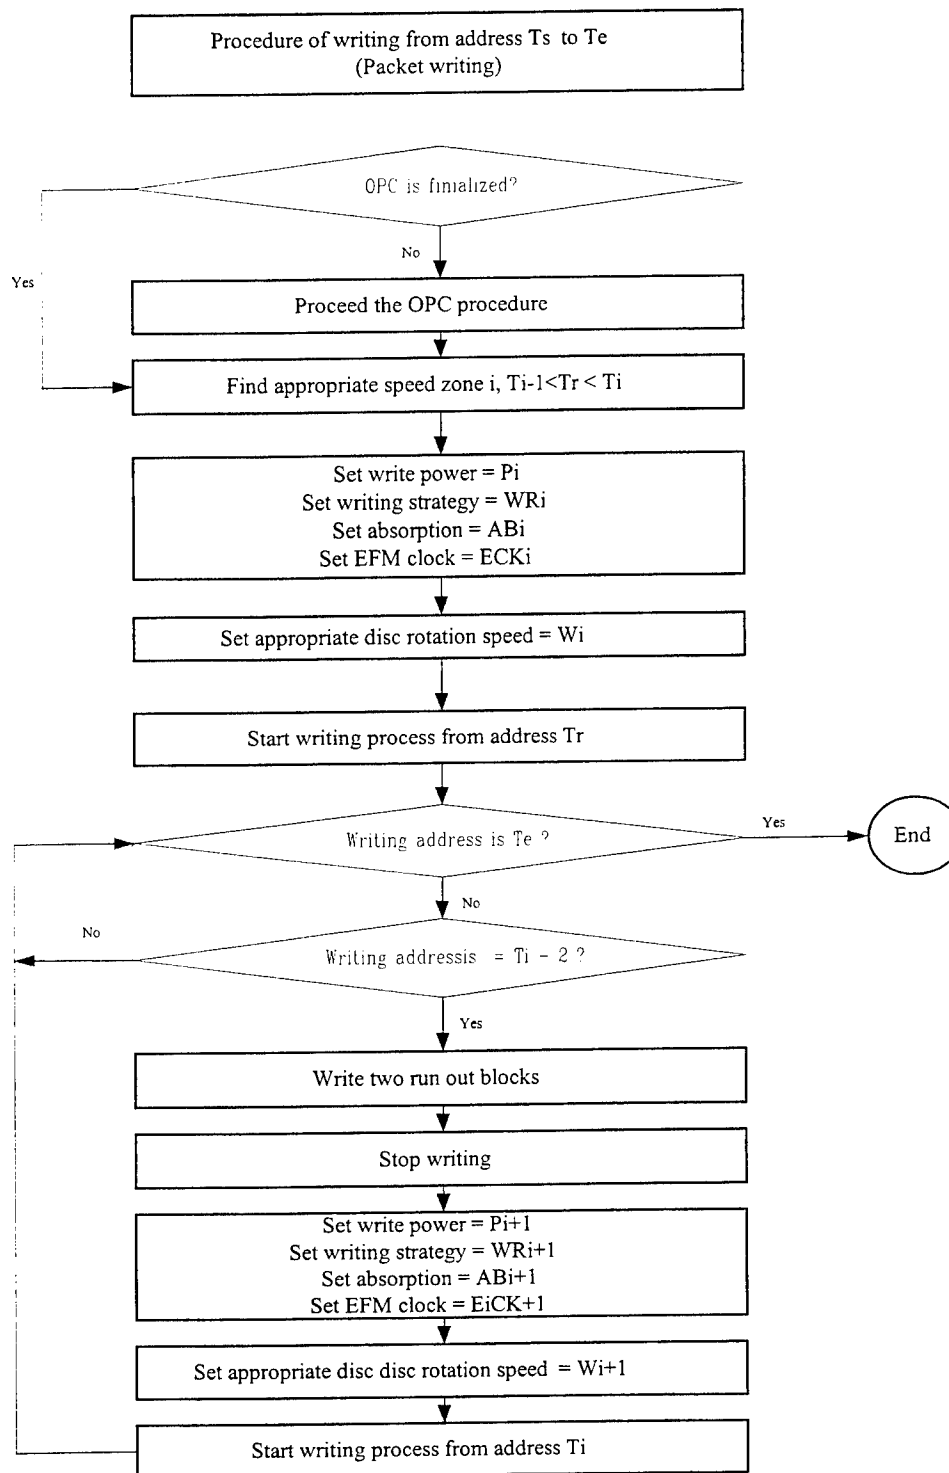 Procedure of writing from address Ts to Te
(Packet writing)
OPC is finialized?
No
Yes
Proceed the OPC procedure
Find appropriate speed zone i, Ti-1<Tr < Ti
Set write power = Pi
Set writing strategy = WRi
Set absorption = ABi
Set EFM clock = ECKi
Set appropriate disc rotation speed = Wi
Start writing process from address Tr
Writing address is Te ?
Yes
End
No
No
Writing addressis = Ti - 2 ?
Yes
Write two run out blocks
Stop writing
Set write power = Pi+1
Set writing strategy = WRi+1
Set absorption = ABi+1
Set EFM clock = EiCK+1
Set appropriate disc disc rotation speed = Wi+1
Start writing process from address Ti